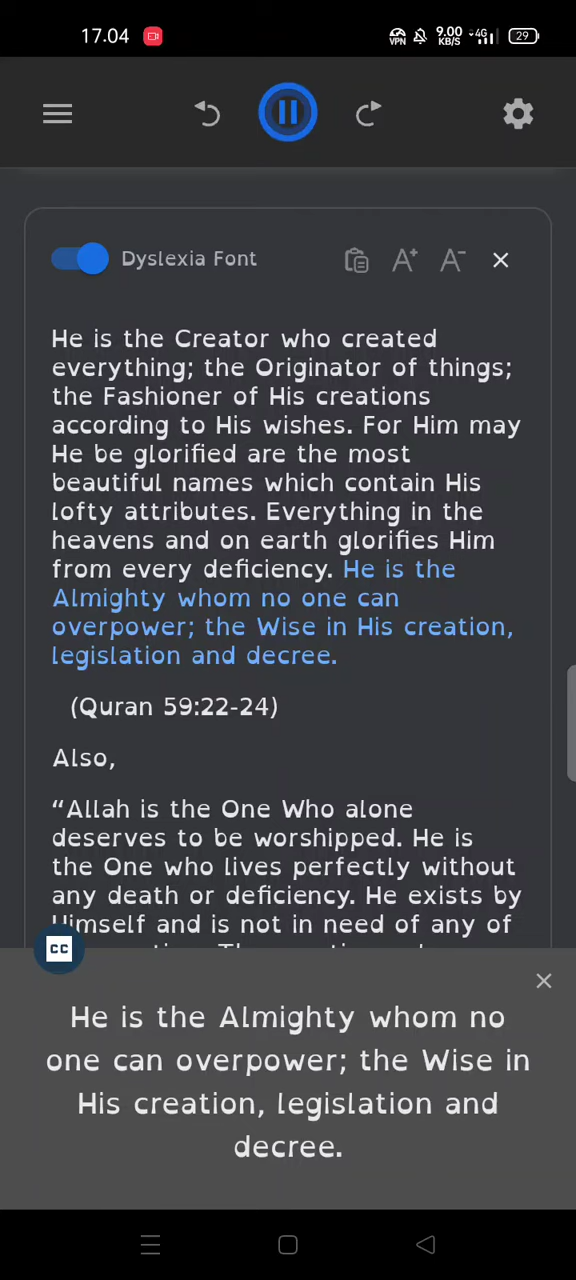 17.04
VPN
9.00
KB/S
4G
29
Dyslexia Font
A+
A-
He is the Creator who created
everything; the Originator of things;
the Fashioner of His creations
according to His wishes. For Him may
He be glorified are the most
beautiful names which contain His
lofty attributes. Everything in the
heavens and on earth glorifies Him
from every deficiency. He is the
Almighty whom no one can
overpower; the Wise in His creation,
legislation and decree.
(Quran 59:22-24)
Also,
“Allah is the One Who alone
deserves to be worshipped. He is
the One who lives perfectly without
any death or deficiency. He exists by
Himself and is not in need of any of
CC
He is the Almighty whom no
one can overpower; the Wise in
His creation, legislation and
decree.